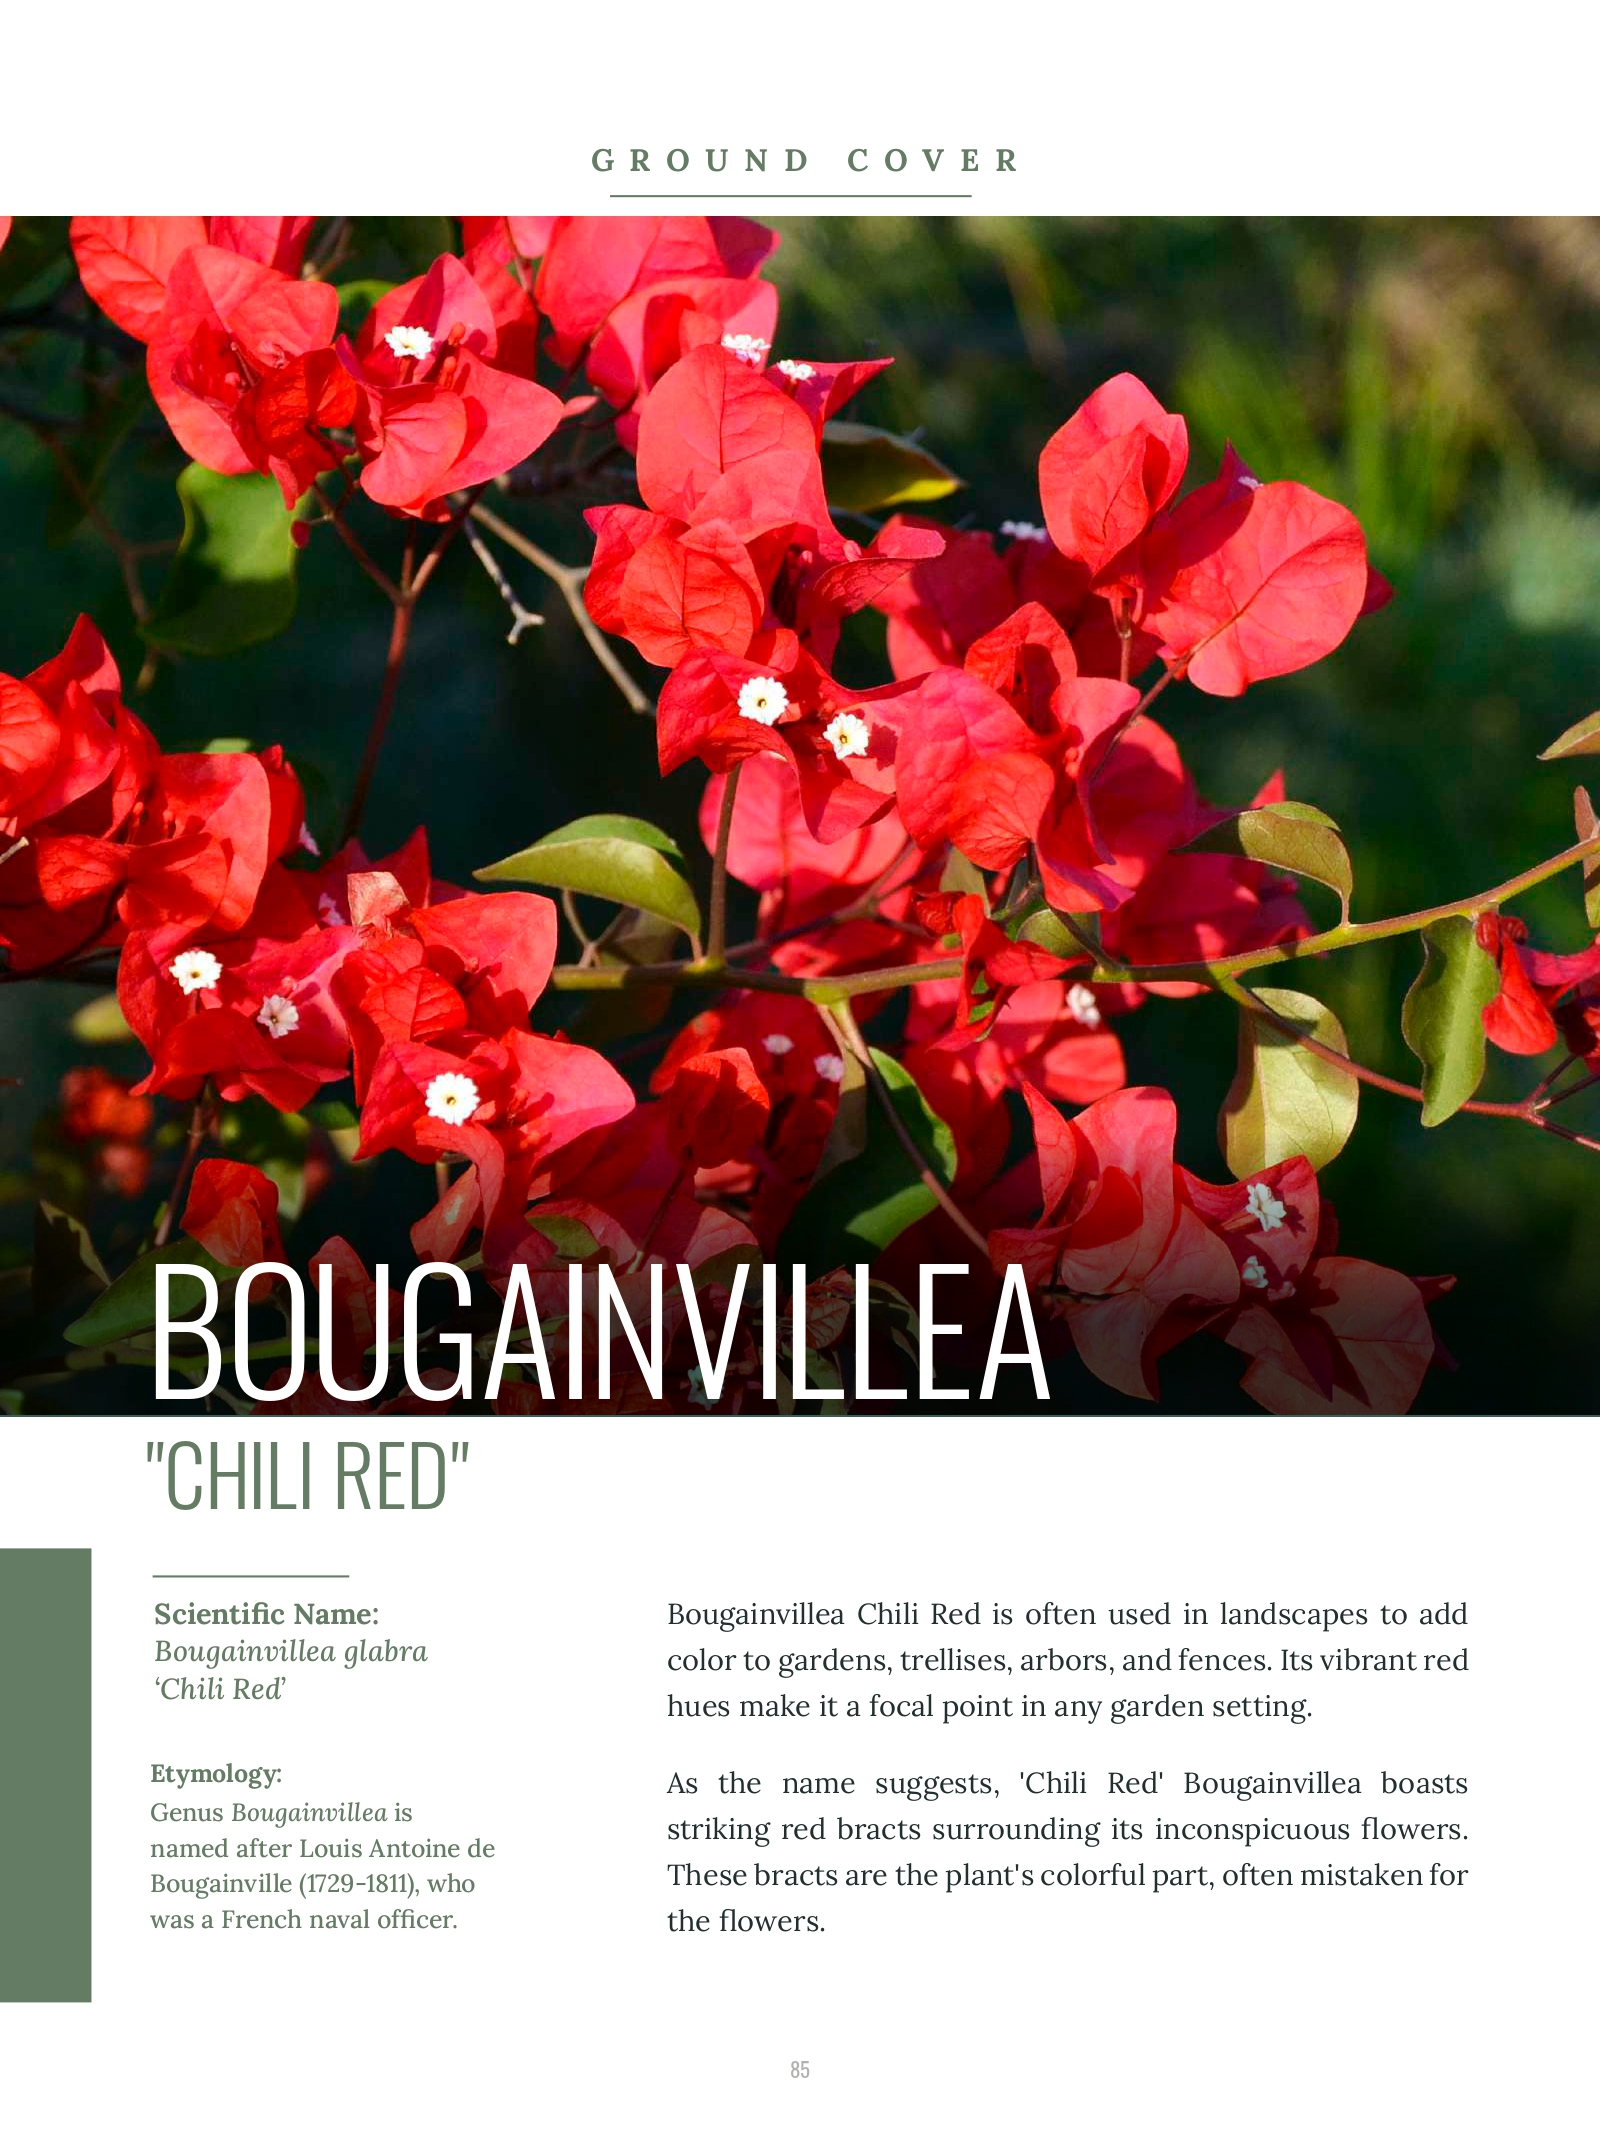 GROUND COVER
BOUGAINVILLEA
"CHILI RED"
Scientific Name:
Bougainvillea glabra
‘Chili Red’
Etymology:
Genus Bougainvillea is
named after Louis Antoine de
Bougainville (1729-1811), who
was a French naval officer.
Bougainvillea Chili Red is often used in landscapes to add
color to gardens, trellises, arbors, and fences. Its vibrant red
hues make it a focal point in any garden setting.
As the name suggests, 'Chili Red' Bougainvillea boasts
striking red bracts surrounding its inconspicuous flowers.
These bracts are the plant's colorful part, often mistaken for
the flowers.
85